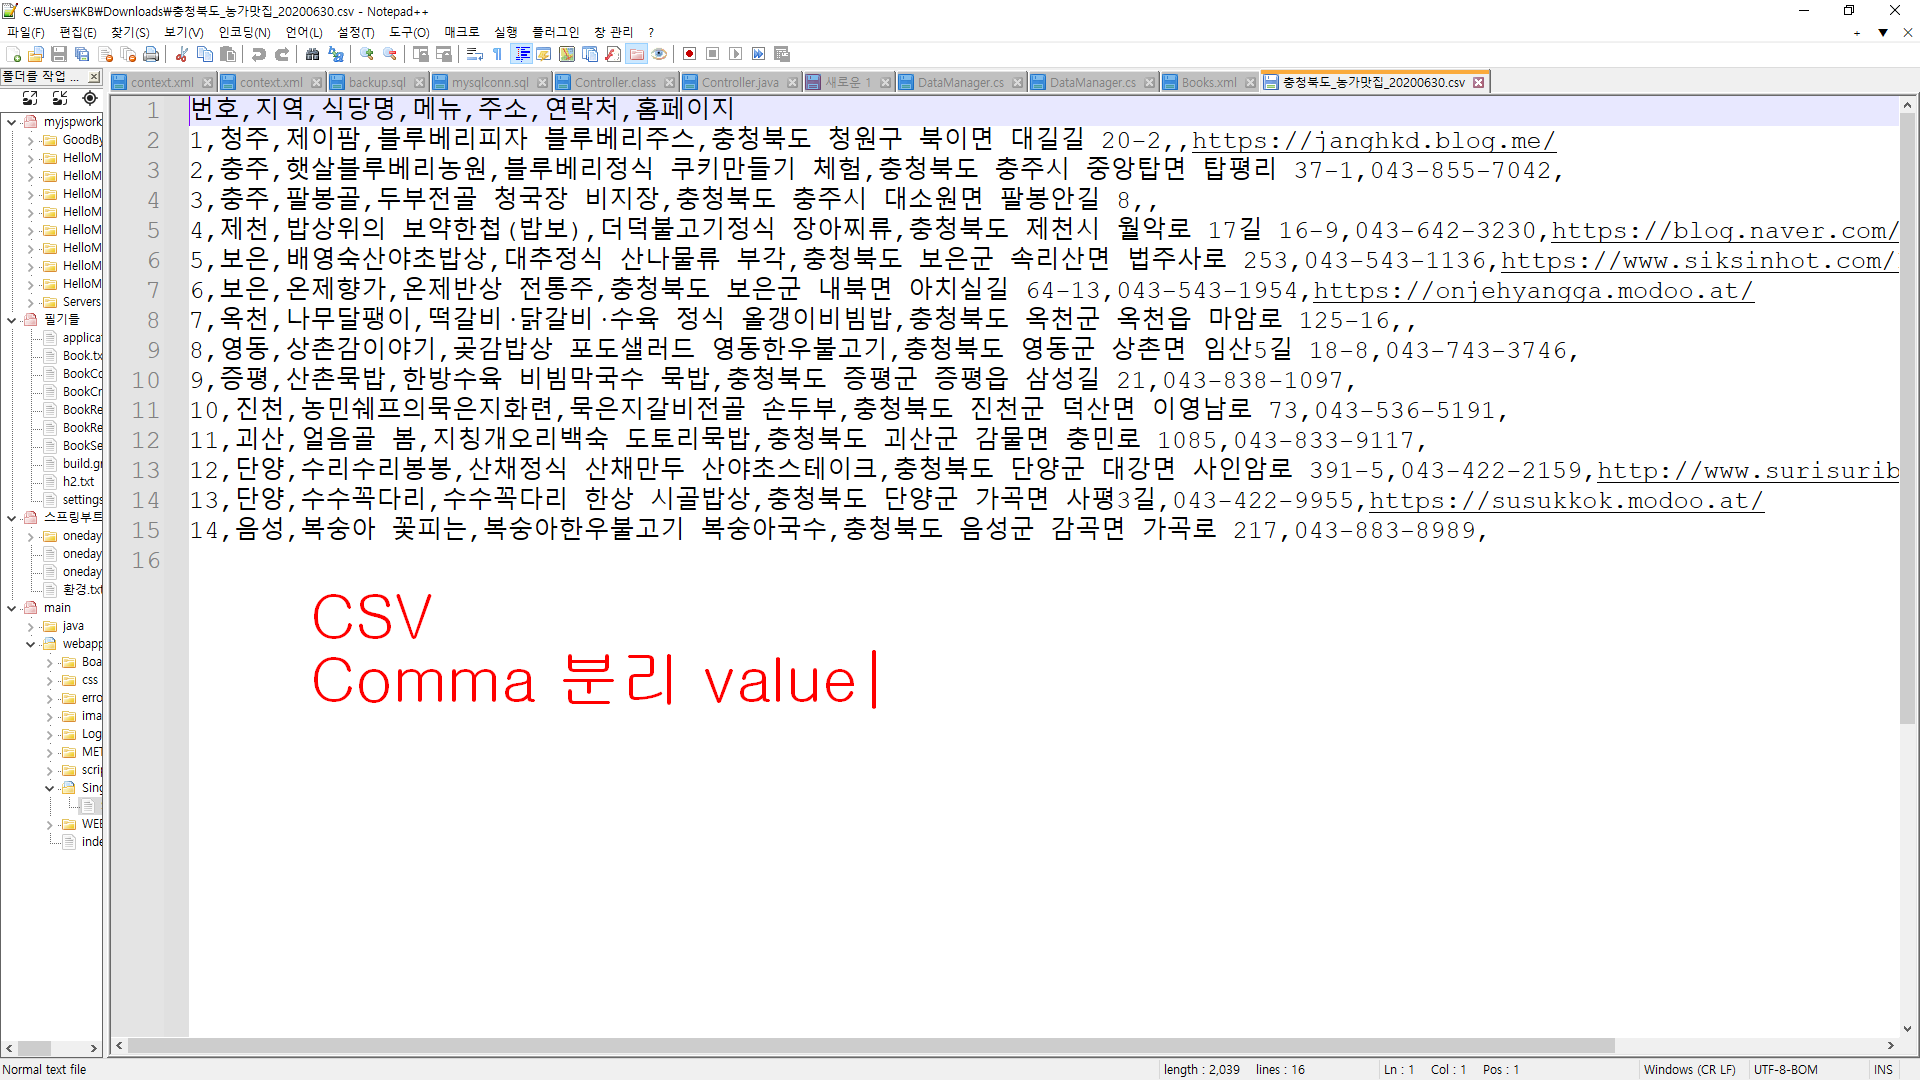 C:₩Users₩KB₩Downloads₩충청북도_농가맛집_20200630.csv - Notepad++
파일(F) 편집(E) 찾기(S) 보기(V) 인코딩(N) 언어(L) 설정(T) 도구(O) 매크로 실행 플러그인 창 관리 ?
폴더를 작업 ...
context.xml context.xml backup.sql mysqlconn.sql Controller.class Controller.java 새로운 1 DataManager.cs DataManager.cs Books.xml 충청북도_농가맛집_20200630.csv
myjspwork
GoodBy
HelloM
HelloM
HelloM
HelloM
HelloM
HelloM
HelloM
HelloM
Servers
필기들
applicat
Book.tx
BookCo
BookCr
BookRe
BookRe
BookSe
build.gr
h2.txt
settings
스프링부트
oneday
oneday
oneday
환경.txt
main
java
webapp
Boa
css
erro
ima
Log
MET
scrip
Sing
WEB
inde
1 번호,지역,식당명,메뉴,주소,연락처,홈페이지
2 1,청주,제이팜,블루베리피자 블루베리주스,충청북도 청원구 북이면 대길길 20-2,,https://janghkd.blog.me/
3 2,충주,햇살블루베리농원,블루베리정식 쿠키만들기 체험,충청북도 충주시 중앙탑면 탑평리 37-1,043-855-7042,
4 3,충주,팔봉골,두부전골 청국장 비지장,충청북도 충주시 대소원면 팔봉안길 8,,
5 4,제천,밥상위의 보약한첩(밥보),더덕불고기정식 장아찌류,충청북도 제천시 월악로 17길 16-9,043-642-3230,https://blog.naver.com/
6 5,보은,배영숙산야초밥상,대추정식 산나물류 부각,충청북도 보은군 속리산면 법주사로 253,043-543-1136,https://www.siksinhot.com/
7 6,보은,온제향가,온제반상 전통주,충청북도 보은군 내북면 아치실길 64-13,043-543-1954,https://onjehyangga.modoo.at/
8 7,옥천,나무달팽이,떡갈비·닭갈비·수육 정식 올갱이비빔밥,충청북도 옥천군 옥천읍 마암로 125-16,,
9 8,영동,상촌감이야기,곶감밥상 포도샐러드 영동한우불고기,충청북도 영동군 상촌면 임산5길 18-8,043-743-3746,
10 9,증평,산촌묵밥,한방수육 비빔막국수 묵밥,충청북도 증평군 증평읍 삼성길 21,043-838-1097,
11 10,진천,농민쉐프의묵은지화련,묵은지갈비전골 손두부,충청북도 진천군 덕산면 이영남로 73,043-536-5191,
12 11,괴산,얼음골 봄,지칭개오리백숙 도토리묵밥,충청북도 괴산군 감물면 충민로 1085,043-833-9117,
13 12,단양,수리수리봉봉,산채정식 산채만두 산야초스테이크,충청북도 단양군 대강면 사인암로 391-5,043-422-2159,http://www.surisurib
14 13,단양,수수꼭다리,수수꼭다리 한상 시골밥상,충청북도 단양군 가곡면 사평3길,043-422-9955,https://susukkok.modoo.at/
15 14,음성,복숭아 꽃피는,복숭아한우불고기 복숭아국수,충청북도 음성군 감곡면 가곡로 217,043-883-8989,
16
CSV
Comma 분리 value
Normal text file length : 2,039 lines : 16 Ln : 1 Col : 1 Pos : 1 Windows (CR LF) UTF-8-BOM INS